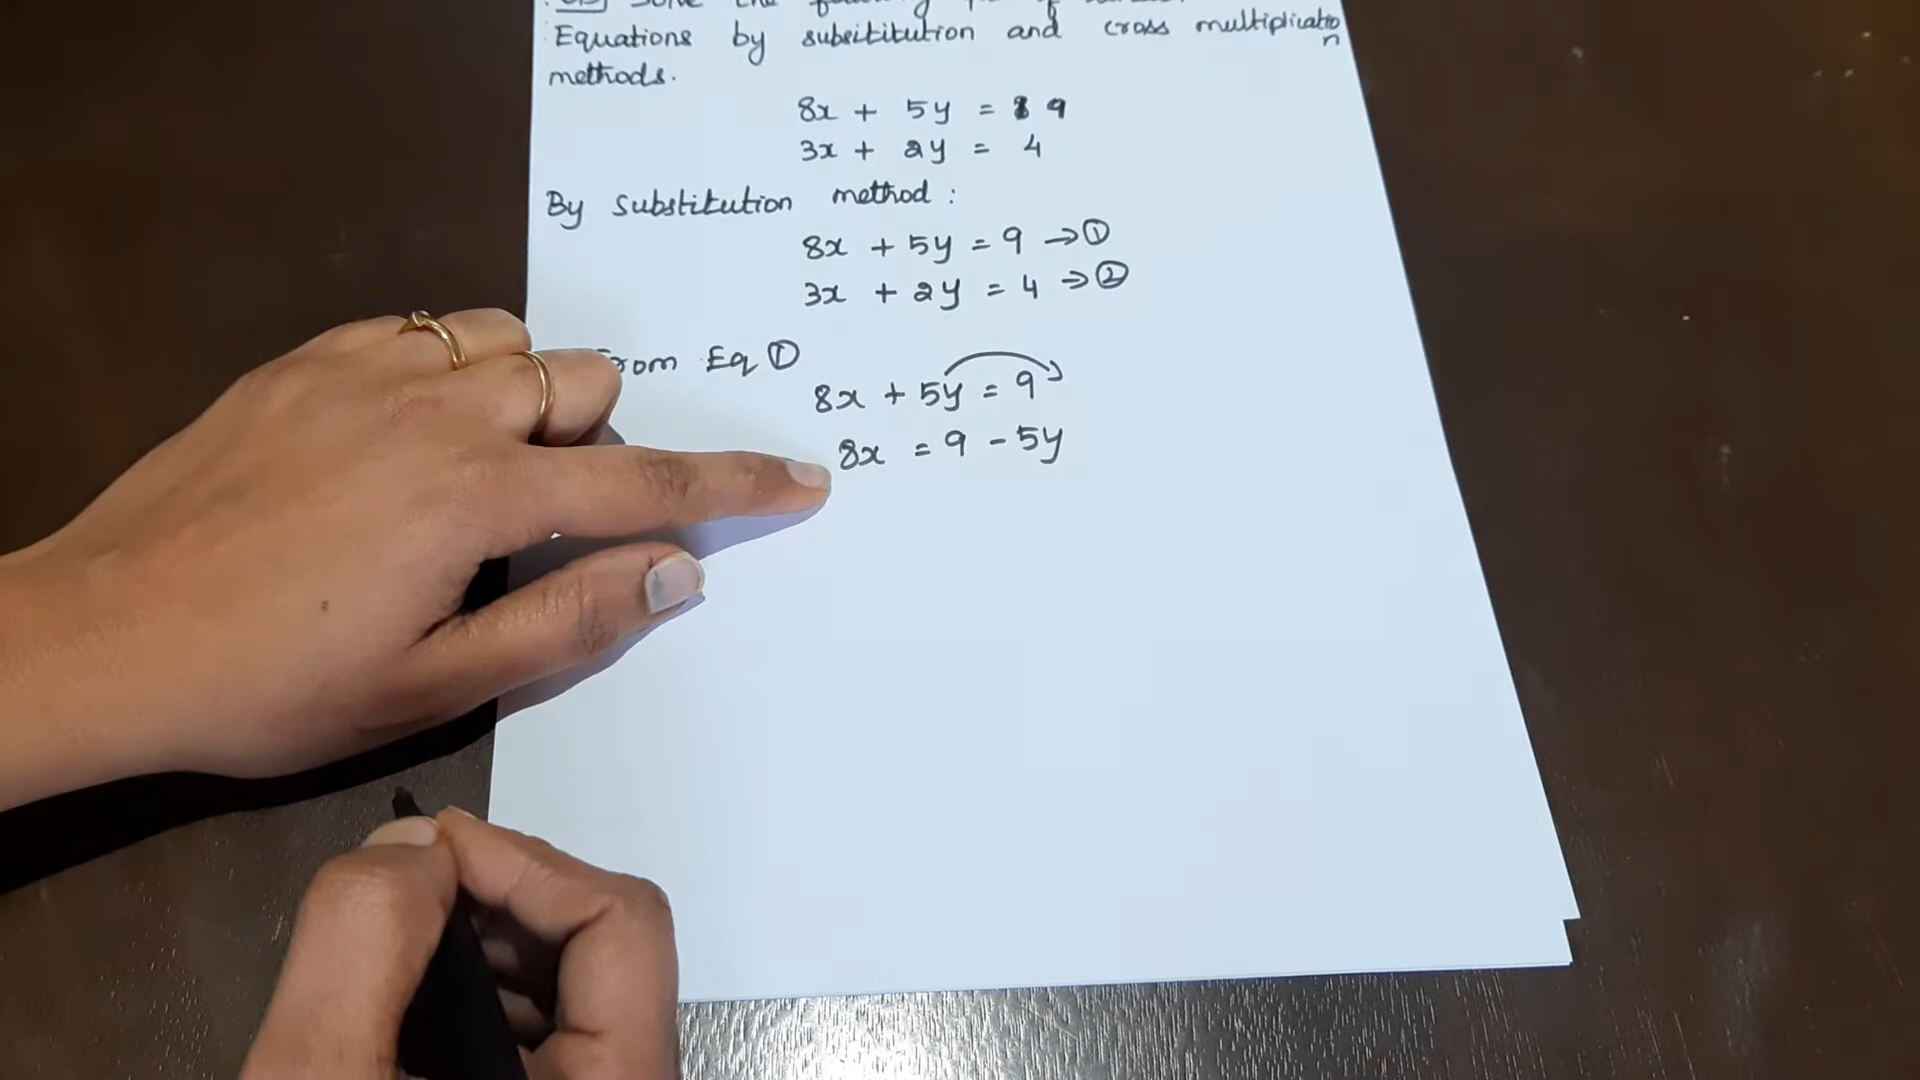 Equations by subsititution and cross multiplication
methods.
8x + 5y = 9
3x + 2y = 4
By substitution method :
8x + 5y = 9 → ①
3x + 2y = 4 → ②
From Eq ①
8x + 5y = 9
8x = 9 - 5y